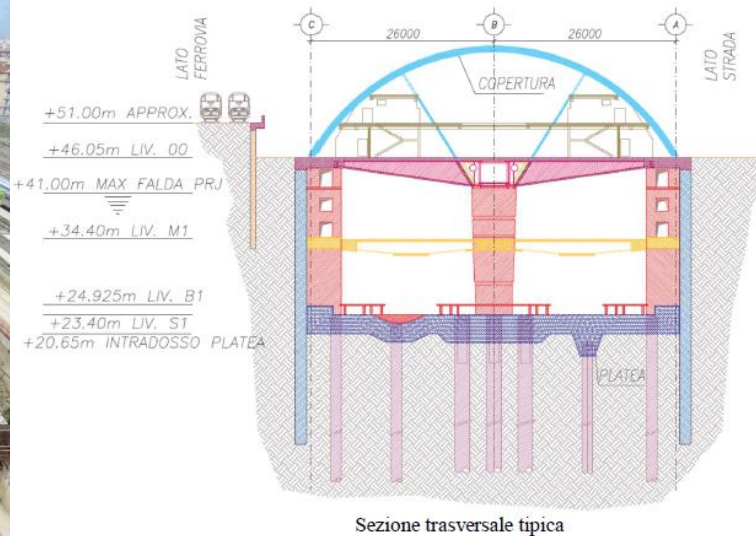 C
B
A
26000
26000
LATO
FERROVIA
LATO
STRADA
COPERTURA
+51.00m APPROX.
+46.05m LIV. 00
+41.00m MAX FALDA PRJ
+34.40m LIV. M1
+24.925m LIV. B1
+23.40m LIV. S1
+20.65m INTRADOSSO PLATEA
PLATEA
Sezione trasversale tipica